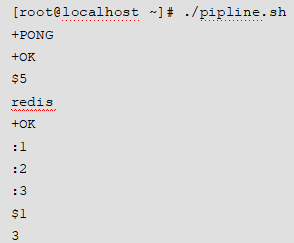 [root@localhost ~]# ./pipline.sh
+PONG
+OK
$5
redis
+OK
:1
:2
:3
$1
3